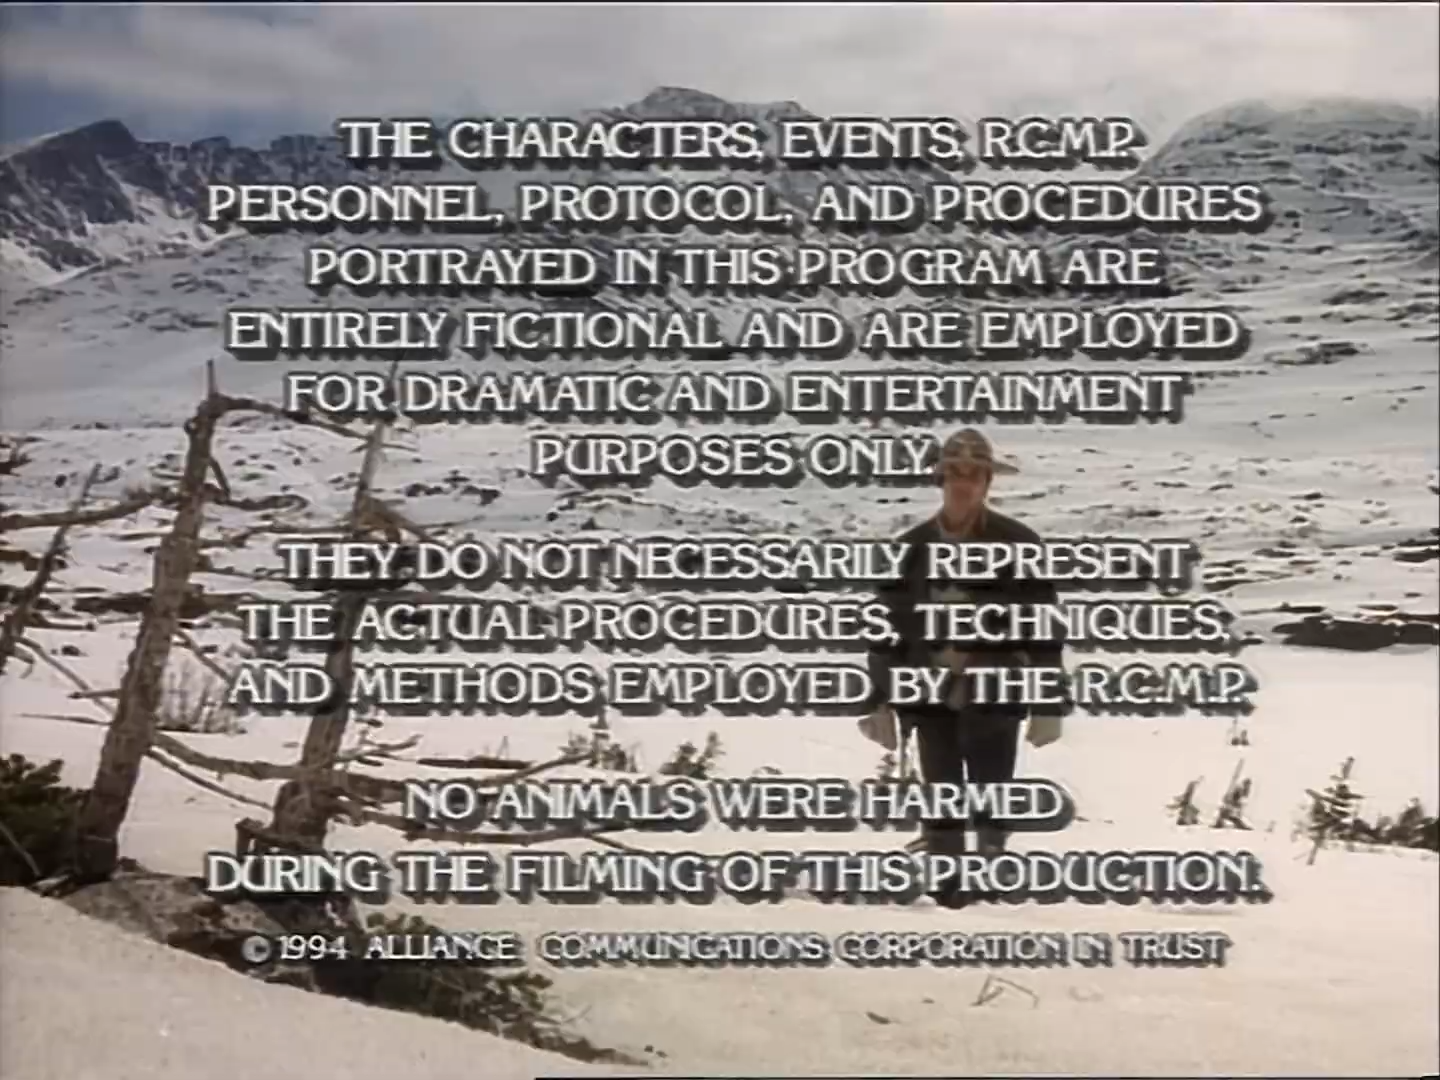 THE CHARACTERS, EVENTS, R.C.M.P.
PERSONNEL, PROTOCOL, AND PROCEDURES
PORTRAYED IN THIS PROGRAM ARE
ENTIRELY FICTIONAL AND ARE EMPLOYED
FOR DRAMATIC AND ENTERTAINMENT
PURPOSES ONLY.
THEY DO NOT NECESSARILY REPRESENT
THE ACTUAL PROCEDURES, TECHNIQUES,
AND METHODS EMPLOYED BY THE R.C.M.P.
NO ANIMALS WERE HARMED
DURING THE FILMING OF THIS PRODUCTION.
© 1994 ALLIANCE COMMUNICATIONS CORPORATION IN TRUST